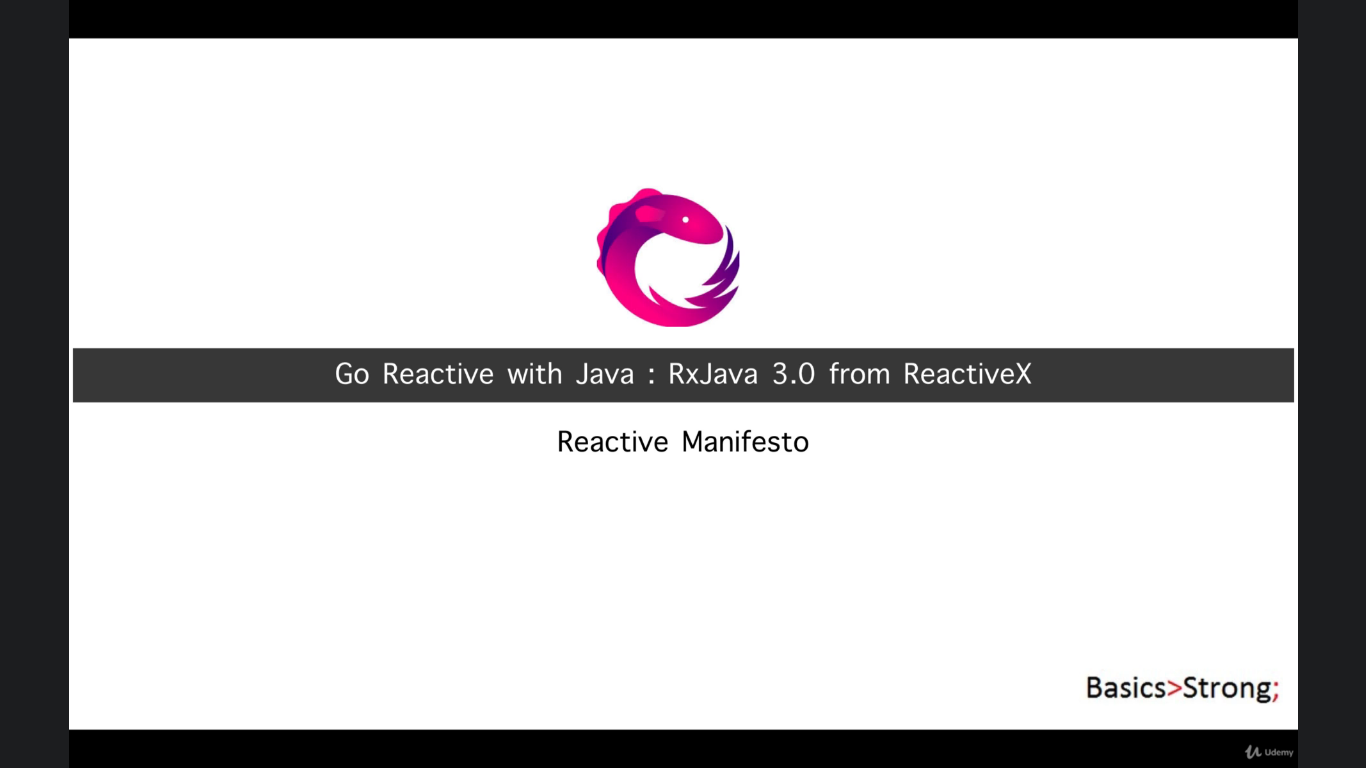 Go Reactive with Java : RxJava 3.0 from ReactiveX
Reactive Manifesto
Basics>Strong;
Udemy